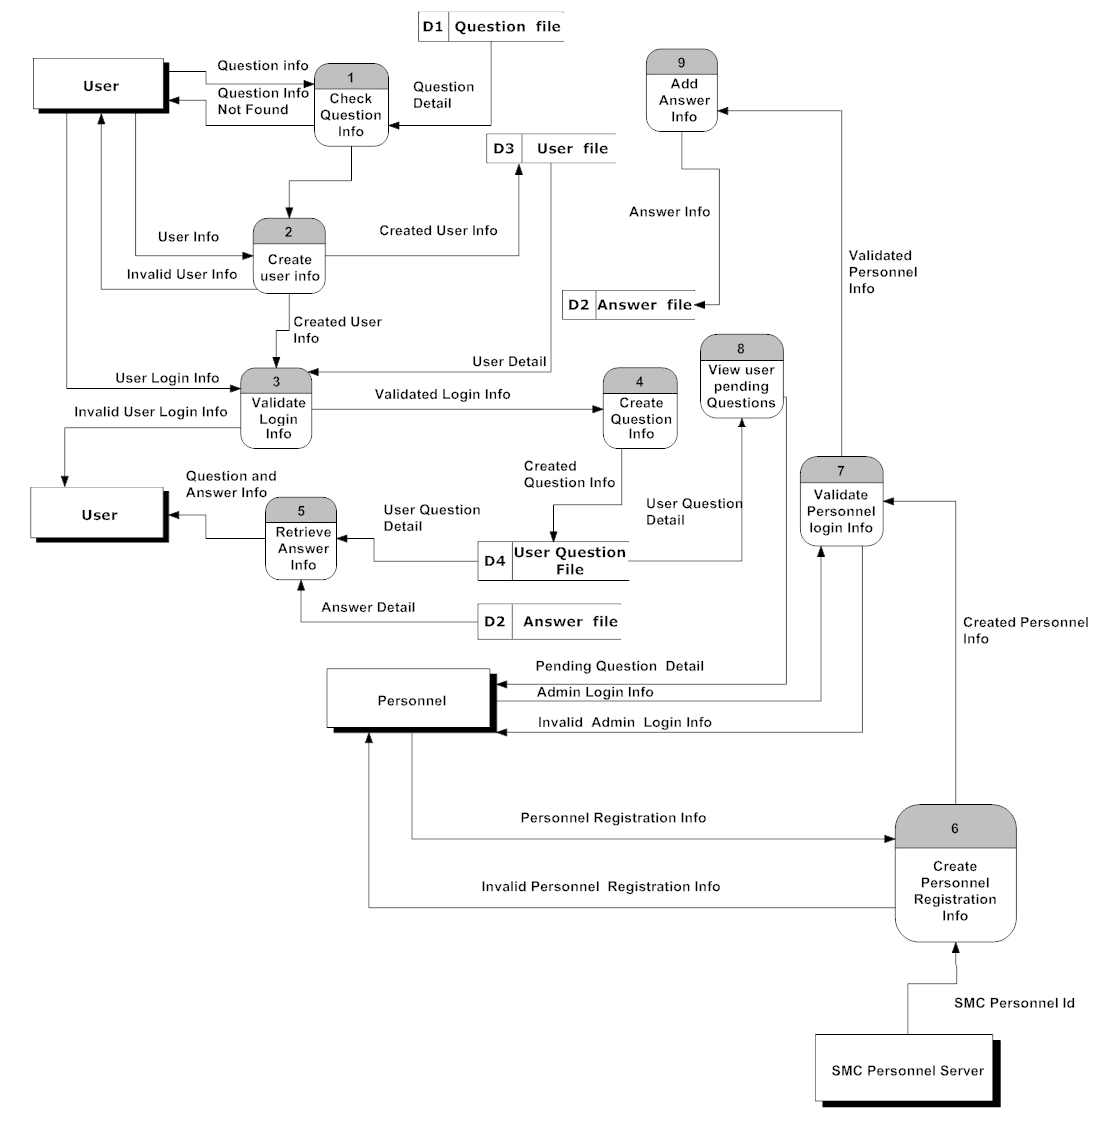 D1 Question file
User
Question info
Question Info
Not Found
1
Check
Question
Info
Question
Detail
9
Add
Answer
Info
D3 User file
Answer Info
Validated
Personnel
Info
2
Create
user info
User Info
Invalid User Info
Created User Info
D2 Answer file
Created User
Info
User Detail
User Login Info
Invalid User Login Info
3
Validate
Login
Info
Validated Login Info
4
Create
Question
Info
8
View user
pending
Questions
Created
Question Info
User Question
Detail
7
Validate
Personnel
login Info
Question and
Answer Info
User
5
Retrieve
Answer
Info
User Question
Detail
D4 User Question
File
Answer Detail
D2 Answer file
Created Personnel
Info
Personnel
Pending Question Detail
Admin Login Info
Invalid Admin Login Info
Personnel Registration Info
Invalid Personnel Registration Info
6
Create
Personnel
Registration
Info
SMC Personnel Id
SMC Personnel Server